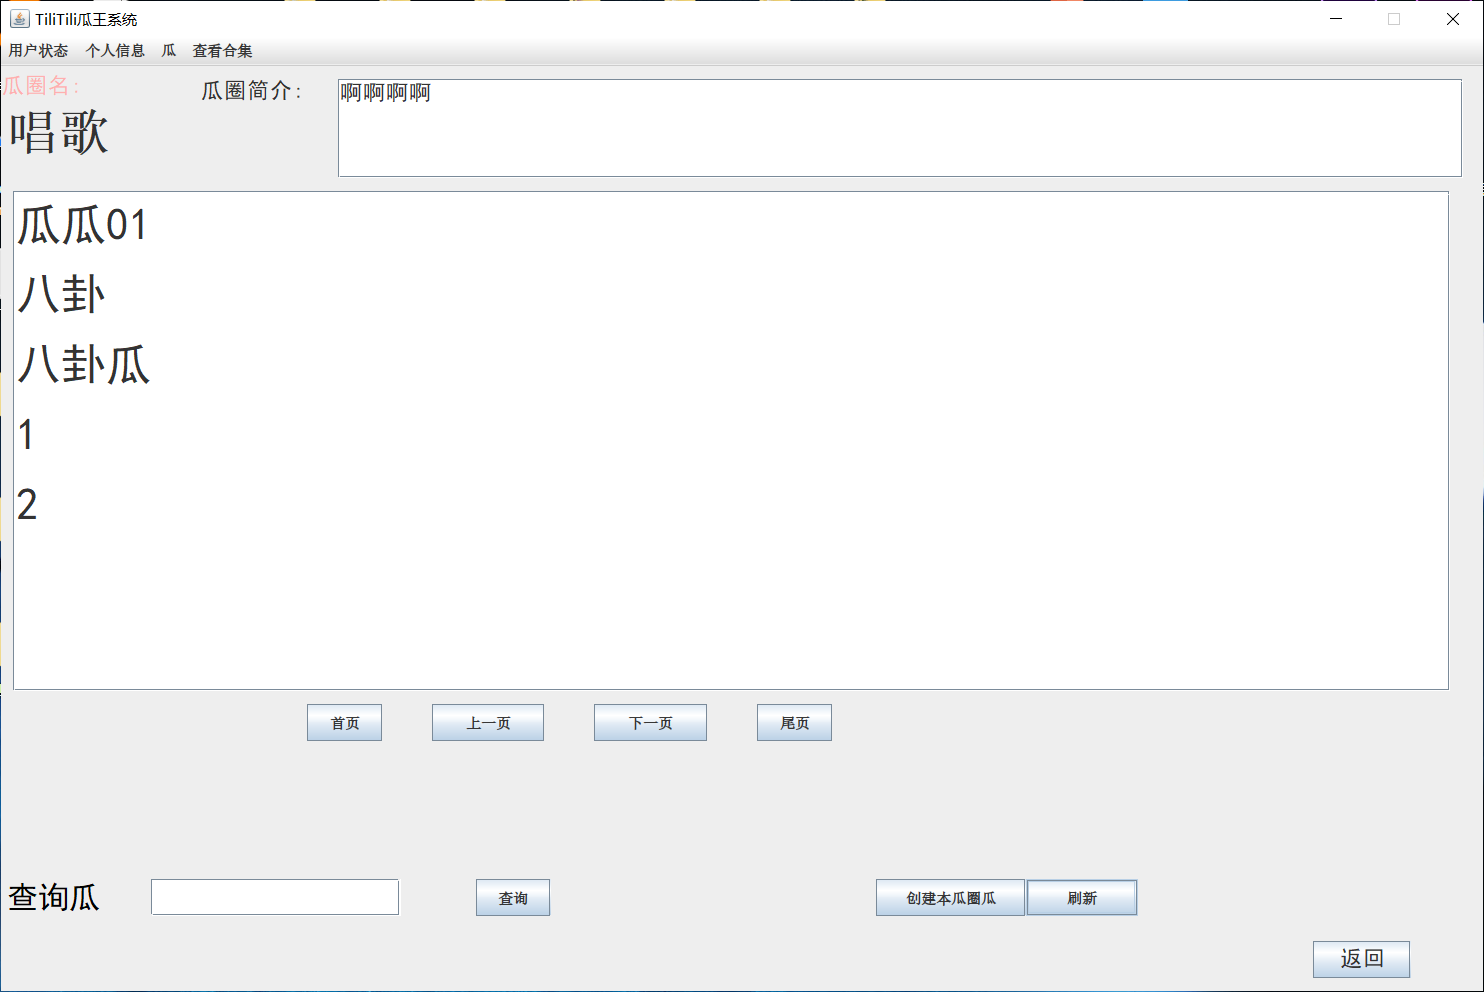 TiliTili瓜王系统
用户状态 个人信息 瓜 查看合集
瓜圈名：
唱歌
瓜圈简介：
啊啊啊啊
瓜瓜01
八卦
八卦瓜
1
2
首页 上一页 下一页 尾页
查询瓜 查询 创建本瓜圈瓜 刷新
返回